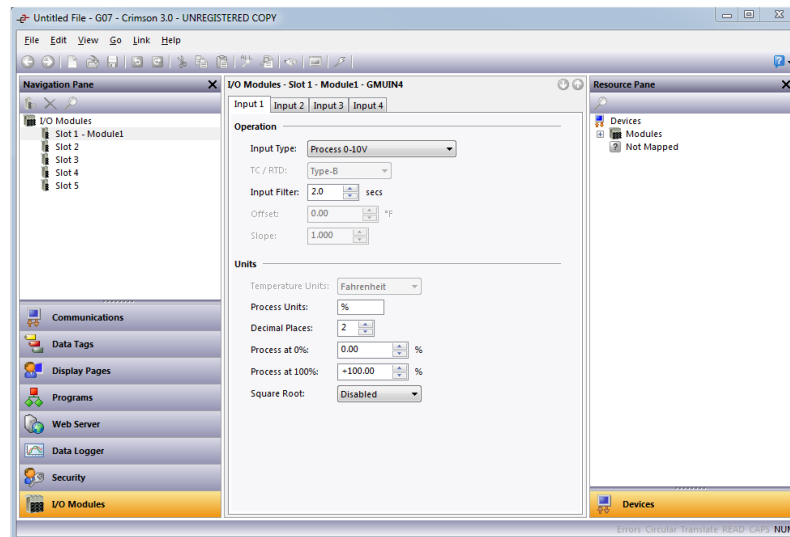 Untitled File - G07 - Crimson 3.0 - UNREGISTERED COPY
File Edit View Go Link Help
Navigation Pane
I/O Modules
Slot 1 - Module1
Slot 2
Slot 3
Slot 4
Slot 5
Communications
Data Tags
Display Pages
Programs
Web Server
Data Logger
Security
I/O Modules
I/O Modules - Slot 1 - Module1 - GMUIN4
Input 1 Input 2 Input 3 Input 4
Operation
Input Type: Process 0-10V
TC / RTD: Type-B
Input Filter: 2.0 secs
Offset: 0.00 °F
Slope: 1.000
Units
Temperature Units: Fahrenheit
Process Units: %
Decimal Places: 2
Process at 0%: 0.00 %
Process at 100%: +100.00 %
Square Root: Disabled
Resource Pane
Devices
Modules
Not Mapped
Devices
Errors Circular Translate READ CAPS NUM